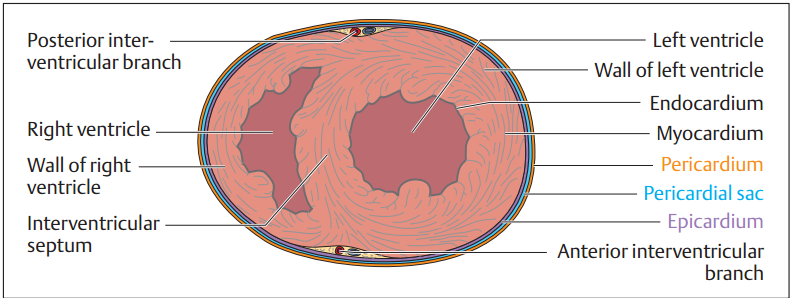 Posterior inter-
ventricular branch
Right ventricle
Wall of right
ventricle
Interventricular
septum
Left ventricle
Wall of left ventricle
Endocardium
Myocardium
Pericardium
Pericardial sac
Epicardium
Anterior interventricular
branch